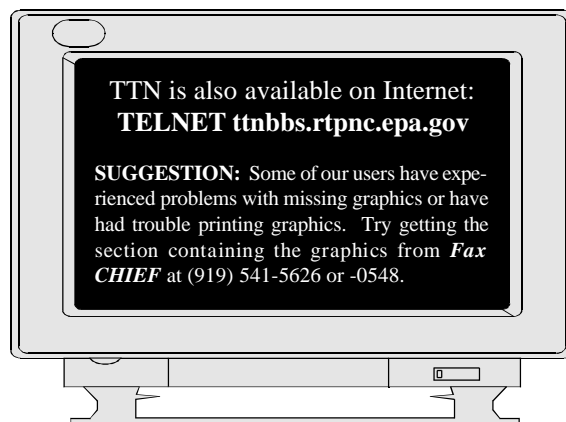 TTN is also available on Internet:
TELNET ttnbbs.rtpnc.epa.gov
SUGGESTION: Some of our users have expe-
rienced problems with missing graphics or have
had trouble printing graphics. Try getting the
section containing the graphics from Fax
CHIEF at (919) 541-5626 or -0548.